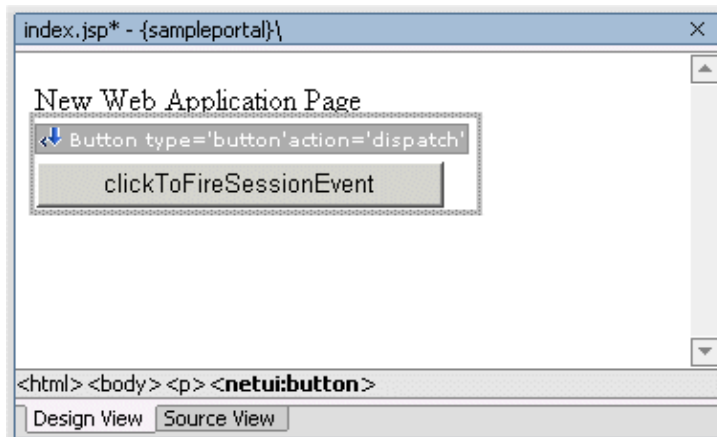 index.jsp* - {sampleportal}\
New Web Application Page
Button type='button'action='dispatch'
clickToFireSessionEvent
<html> <body> <p> <netui:button>
Design View Source View